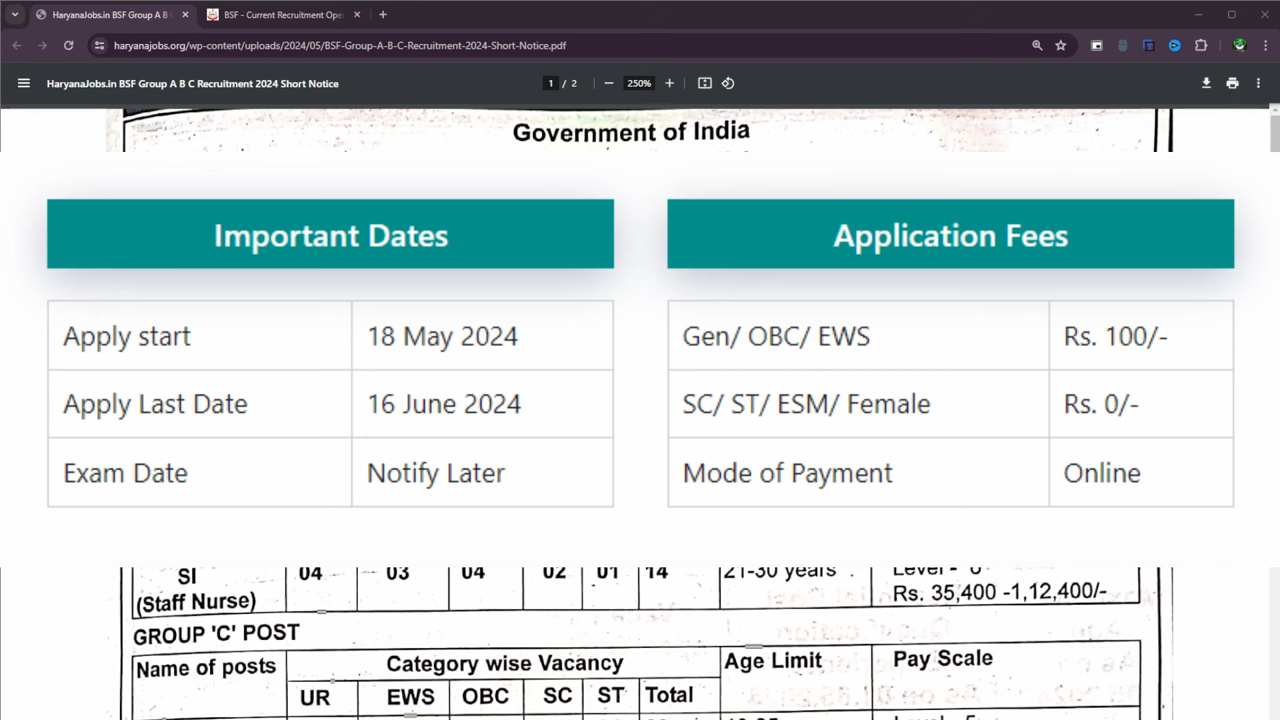 HaryanaJobs.in BSF Group A B C
BSF - Current Recruitment Ope
haryanajobs.org/wp-content/uploads/2024/05/BSF-Group-A-B-C-Recruitment-2024-Short-Notice.pdf
HaryanaJobs.in BSF Group A B C Recruitment 2024 Short Notice
1 / 2
250%
Government of India
Important Dates
Apply start 18 May 2024
Apply Last Date 16 June 2024
Exam Date Notify Later
Application Fees
Gen/ OBC/ EWS Rs. 100/-
SC/ ST/ ESM/ Female Rs. 0/-
Mode of Payment Online
SI 04 03 04 02 01 14 21-30 years Level -
(Staff Nurse) Rs. 35,400 -1,12,400/-
GROUP 'C' POST
Name of posts Category wise Vacancy Age Limit Pay Scale
UR EWS OBC SC ST Total